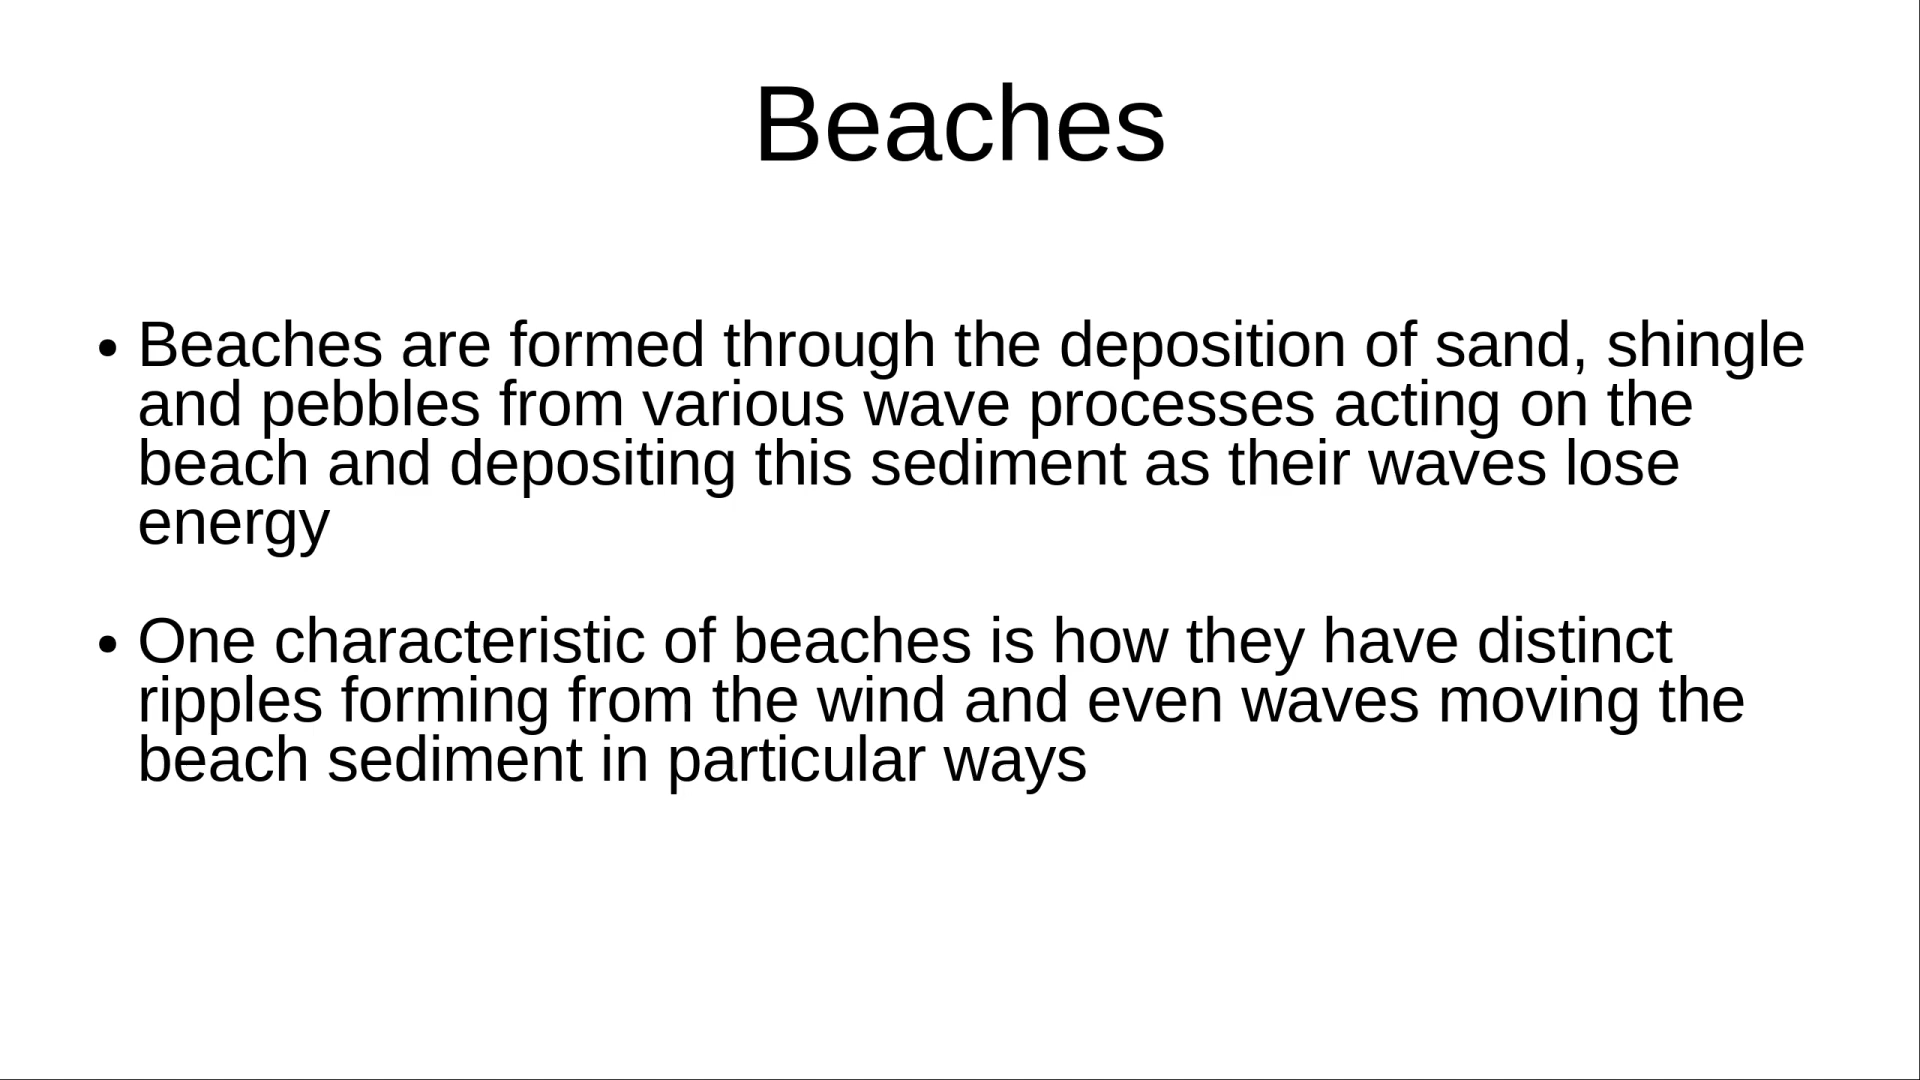 Beaches
• Beaches are formed through the deposition of sand, shingle
and pebbles from various wave processes acting on the
beach and depositing this sediment as their waves lose
energy
• One characteristic of beaches is how they have distinct
ripples forming from the wind and even waves moving the
beach sediment in particular ways